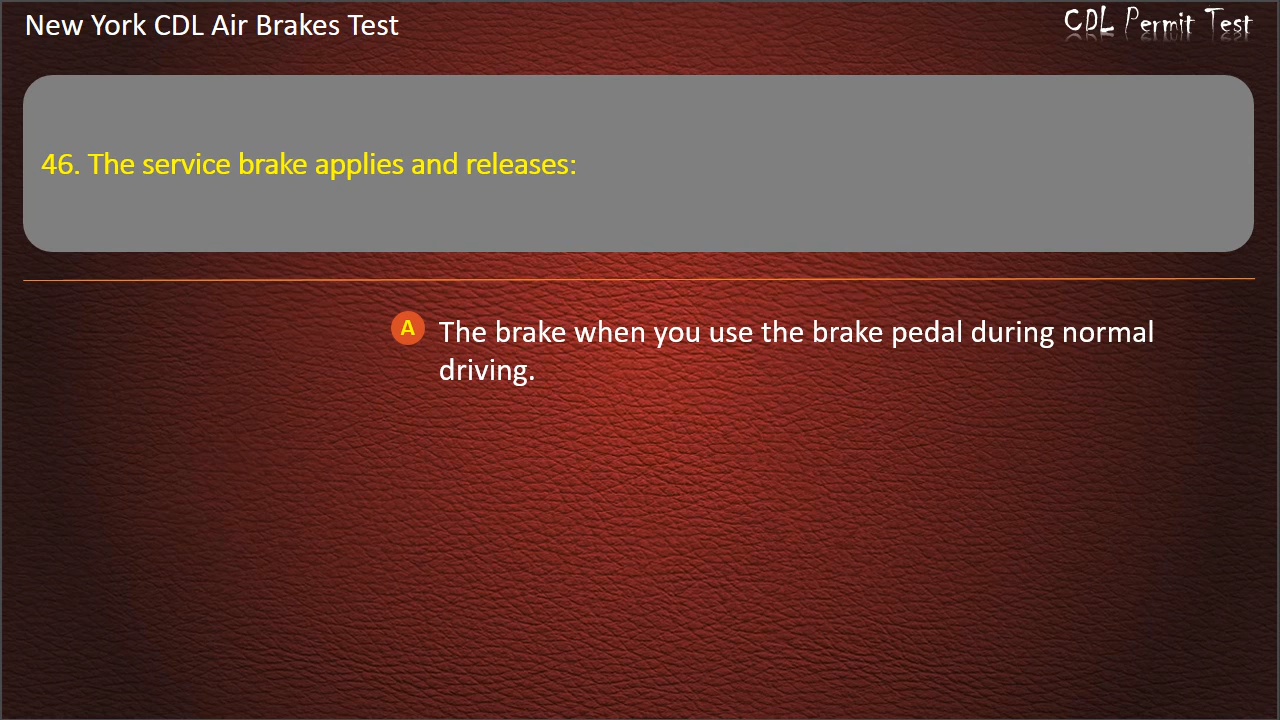 New York CDL Air Brakes Test
CDL Permit Test
46. The service brake applies and releases:
A The brake when you use the brake pedal during normal
driving.